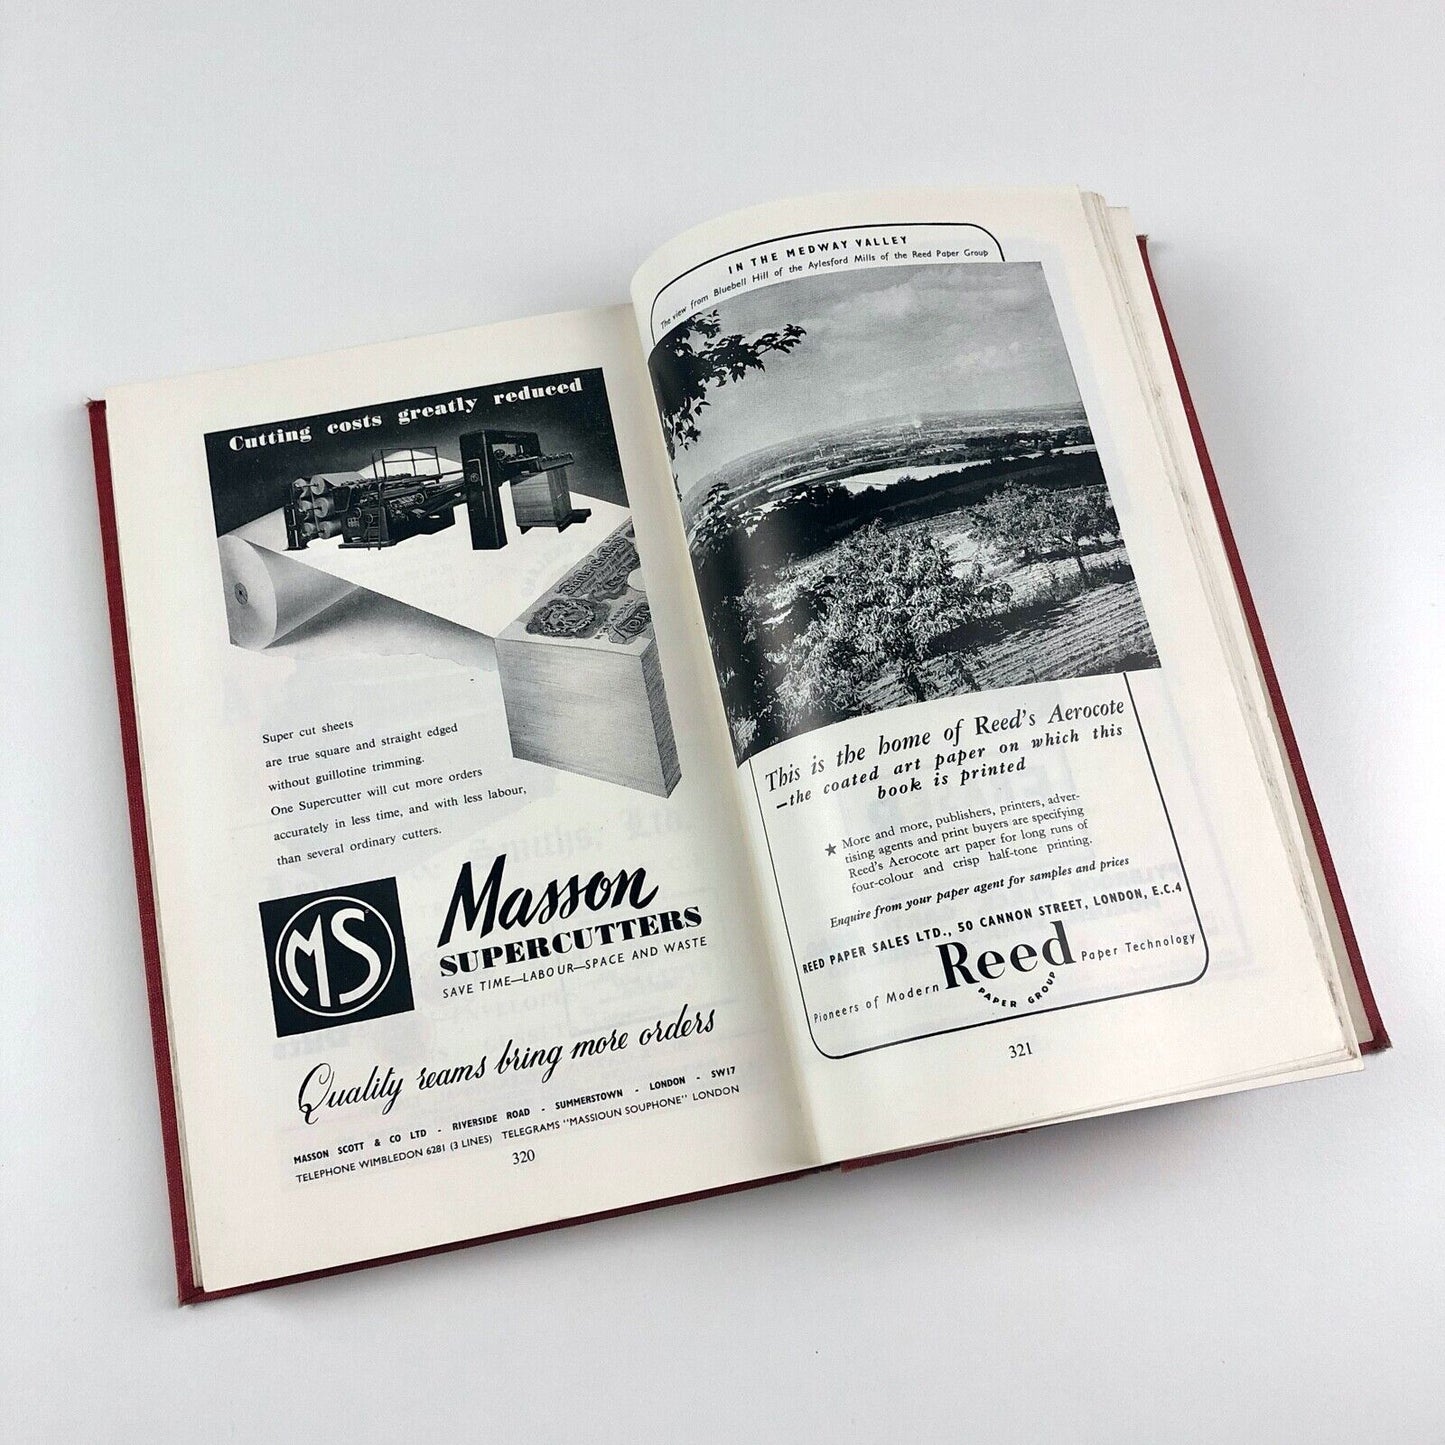 Cutting costs greatly reduced
Super cut sheets
are true square and straight edged
without guillotine trimming.
One Supercutter will cut more orders
accurately in less time, and with less labour,
than several ordinary cutters.
MS
Masson
SUPERCUTTERS
SAVE TIME—LABOUR—SPACE AND WASTE
Quality reams bring more orders
MASSON SCOTT & CO LTD - RIVERSIDE ROAD - SUMMERSTOWN - LONDON - SW17
TELEPHONE WIMBLEDON 6281 (3 LINES) TELEGRAMS "MASSIOUN SOUPHONE" LONDON
320
IN THE MEDWAY VALLEY
The view from Bluebell Hill of the Aylesford Mills of the Reed Paper Group
This is the home of Reed's Aerocote
—the coated art paper on which this
book is printed
★ More and more, publishers, printers, adver-
tising agents and print buyers are specifying
Reed's Aerocote art paper for long runs of
four-colour and crisp half-tone printing.
Enquire from your paper agent for samples and prices
REED PAPER SALES LTD., 50 CANNON STREET, LONDON, E.C.4
Pioneers of Modern Reed Paper Technology
PAPER GROUP
321